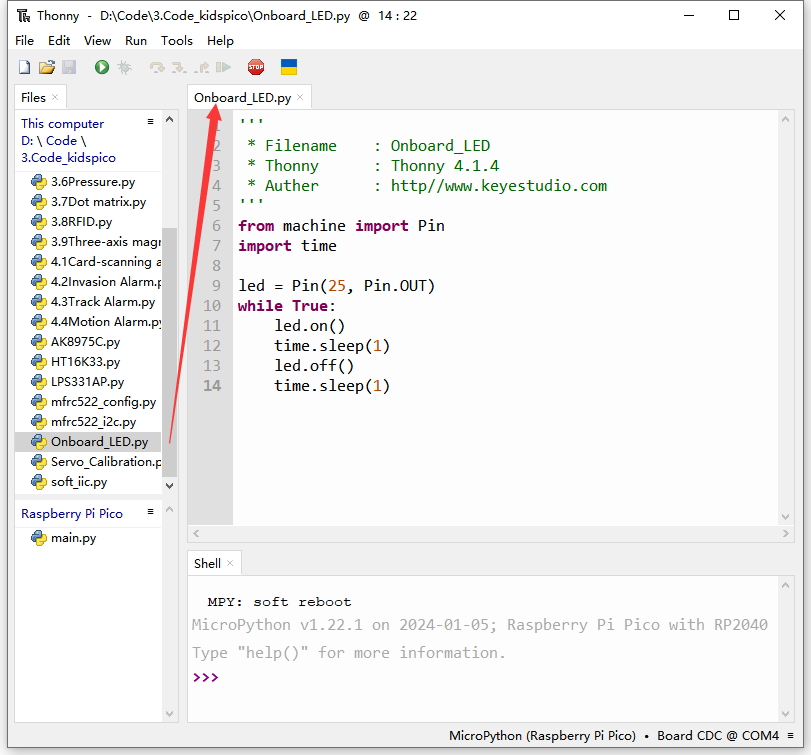 Thonny - D:\Code\3.Code_kidspico\Onboard_LED.py @ 14 : 22
File Edit View Run Tools Help
STOP
Files
This computer
D: \ Code \
3.Code_kidspico
3.6Pressure.py
3.7Dot matrix.py
3.8RFID.py
3.9Three-axis magr
4.1Card-scanning a
4.2Invasion Alarm.p
4.3Track Alarm.py
4.4Motion Alarm.py
AK8975C.py
HT16K33.py
LPS331AP.py
mfrc522_config.py
mfrc522_i2c.py
Onboard_LED.py
Servo_Calibration.p
soft_iic.py
Raspberry Pi Pico
main.py
Onboard_LED.py
1 '''
2 * Filename : Onboard_LED
3 * Thonny : Thonny 4.1.4
4 * Auther : http//www.keyestudio.com
5 '''
6 from machine import Pin
7 import time
8
9 led = Pin(25, Pin.OUT)
10 while True:
11 led.on()
12 time.sleep(1)
13 led.off()
14 time.sleep(1)
Shell
MPY: soft reboot
MicroPython v1.22.1 on 2024-01-05; Raspberry Pi Pico with RP2040
Type "help()" for more information.
>>>
MicroPython (Raspberry Pi Pico) • Board CDC @ COM4 ≡